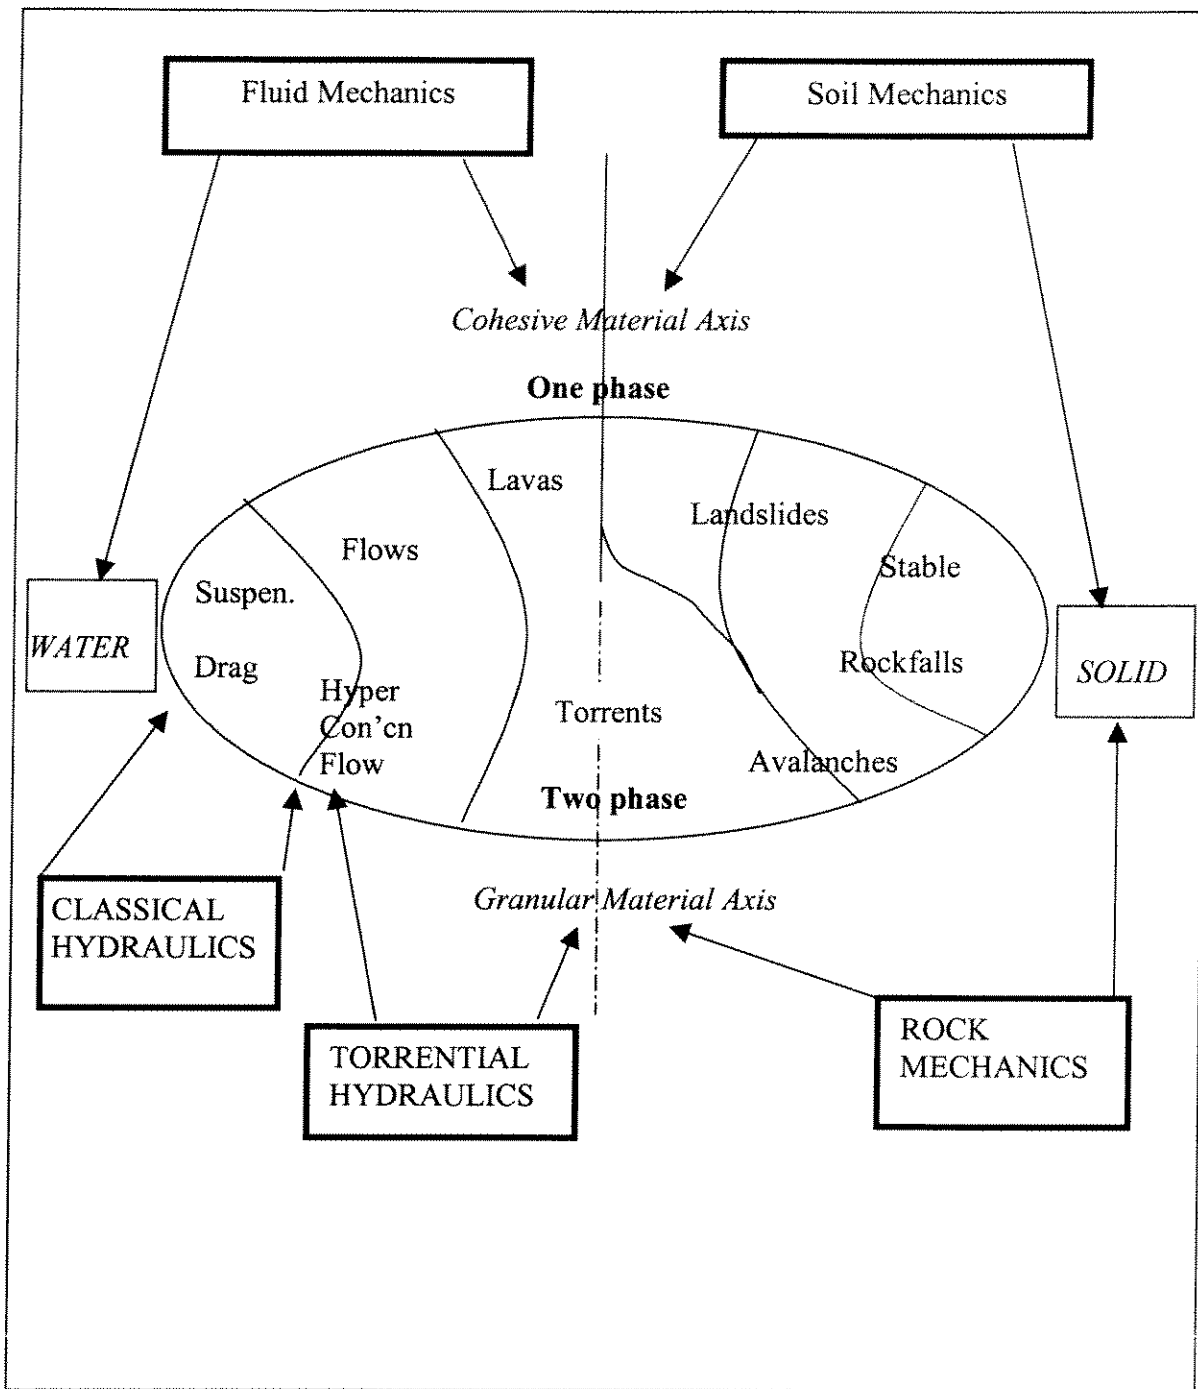 Fluid Mechanics
Soil Mechanics
Cohesive Material Axis
One phase
Lavas
Landslides
Flows
Stable
Suspen.
WATER
Drag
Rockfalls
SOLID
Hyper
Con'cn
Flow
Torrents
Avalanches
Two phase
CLASSICAL
HYDRAULICS
Granular Material Axis
TORRENTIAL
HYDRAULICS
ROCK
MECHANICS